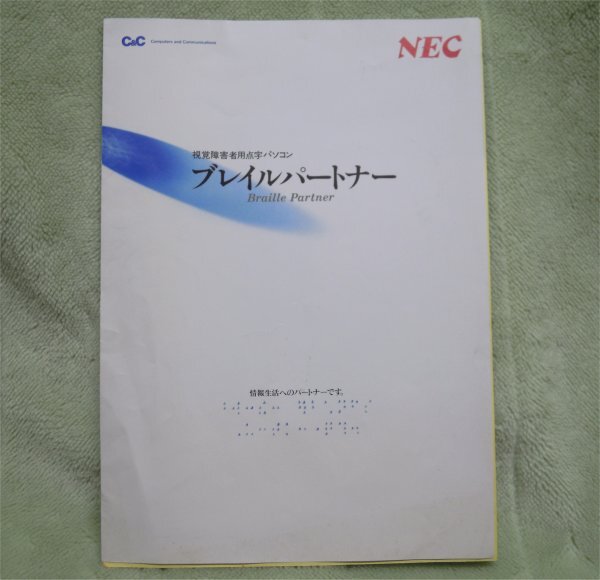 C&C Computers and Communications
NEC
視覚障害者用点字パソコン
ブレイルパートナー
Braille Partner
情報生活へのパートナーです。